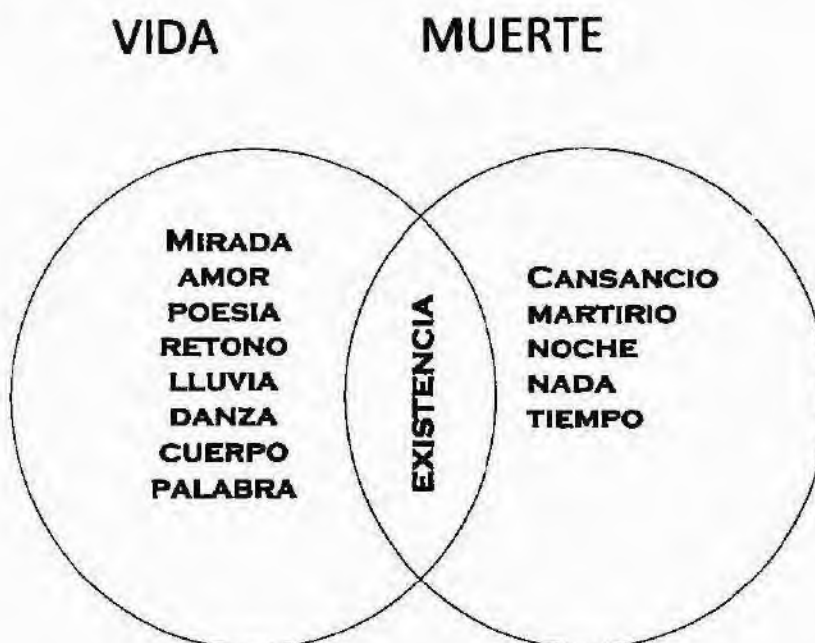 VIDA MUERTE
MIRADA
AMOR
POESIA
RETONO
LLUVIA
DANZA
CUERPO
PALABRA
EXISTENCIA
CANSANCIO
MARTIRIO
NOCHE
NADA
TIEMPO